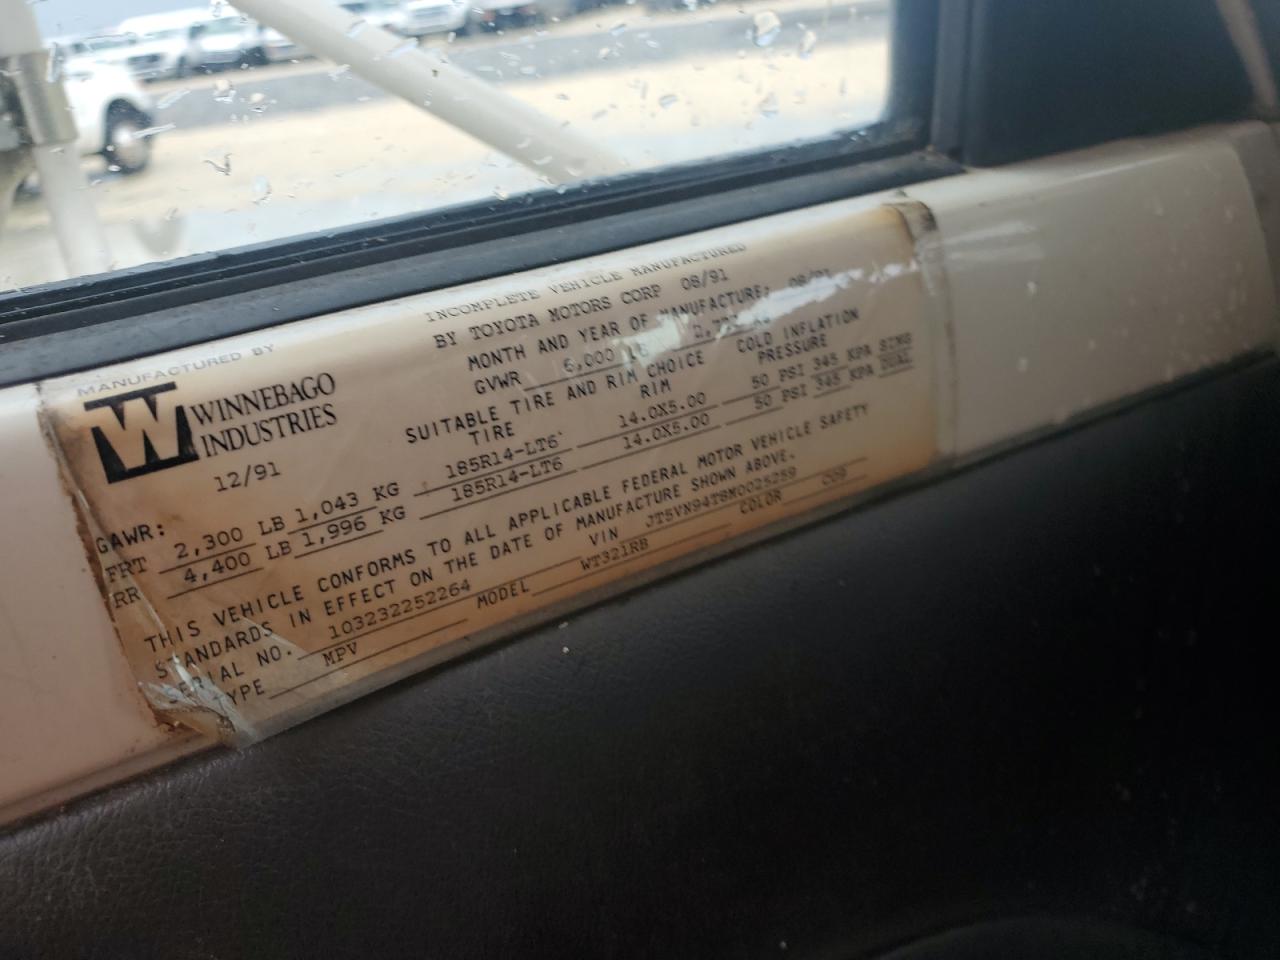 MANUFACTURED BY
WINNEBAGO
INDUSTRIES
12/91
INCOMPLETE VEHICLE MANUFACTURED
BY TOYOTA MOTORS CORP 08/91
MONTH AND YEAR OF MANUFACTURE:
GVWR 6,000 LB KG
SUITABLE TIRE AND RIM CHOICE COLD INFLATION
TIRE RIM PRESSURE
GAWR:
FRT 2,300 LB 1,043 KG 185R14-LT6 14.0X5.00 50 PSI 345 KPA SING
RR 4,400 LB 1,996 KG 185R14-LT6 14.0X5.00 50 PSI 345 KPA DUAL
THIS VEHICLE CONFORMS TO ALL APPLICABLE FEDERAL MOTOR VEHICLE SAFETY
STANDARDS IN EFFECT ON THE DATE OF MANUFACTURE SHOWN ABOVE.
SERIAL NO. 103232252264 VIN JT5VN94T8M0025259
TYPE MPV MODEL WT321RB COLOR C09